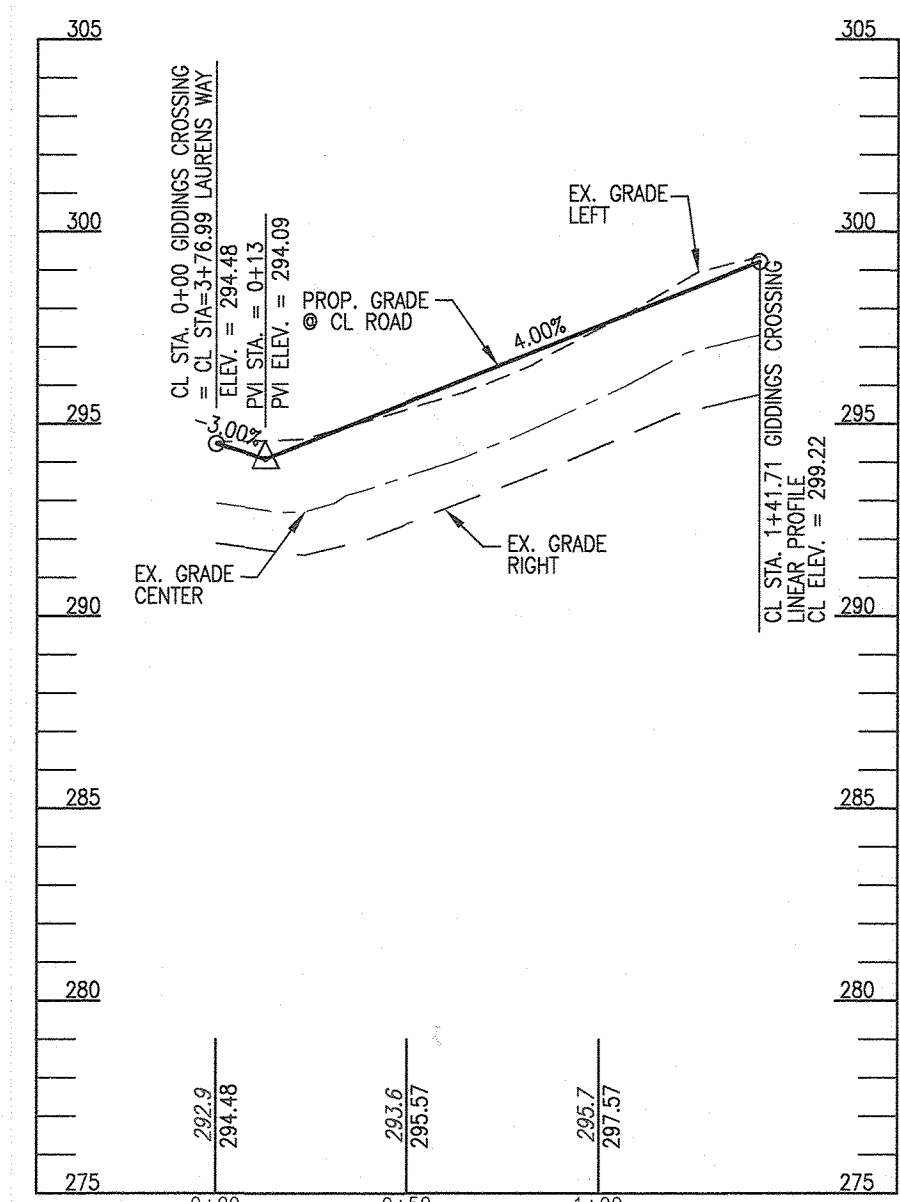 305
305
CL STA. 0+00 GIDDINGS CROSSING
= CL STA=3+76.99 LAURENS WAY
ELEV. = 294.48
PVI STA. = 0+13
PVI ELEV. = 294.09
EX. GRADE
LEFT
300
300
PROP. GRADE
@ CL ROAD
4.00%
295
295
-3.00%
CL STA. 1+41.71 GIDDINGS CROSSING
LINEAR PROFILE
CL ELEV. = 299.22
EX. GRADE
CENTER
EX. GRADE
RIGHT
290
290
285
285
280
280
292.9
294.48
293.6
295.57
295.7
297.57
275
275
0+00
0+50
1+00